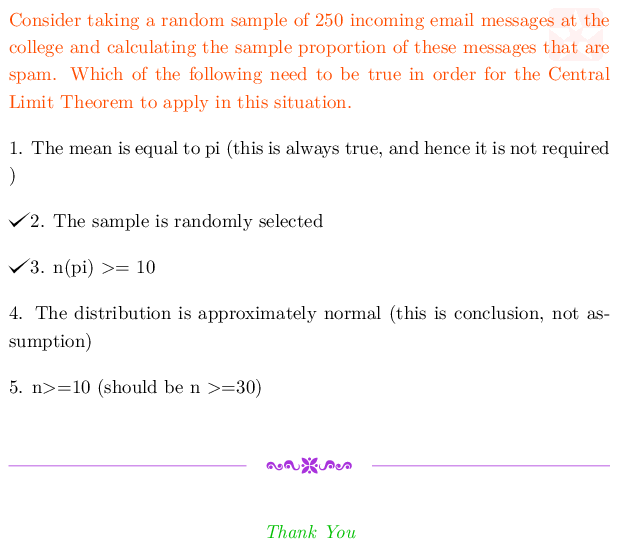 Consider taking a random sample of 250 incoming email messages at the
college and calculating the sample proportion of these messages that are
spam. Which of the following need to be true in order for the Central
Limit Theorem to apply in this situation.
1. The mean is equal to pi (this is always true, and hence it is not required
)
✓2. The sample is randomly selected
✓3. n(pi) >= 10
4. The distribution is approximately normal (this is conclusion, not as-
sumption)
5. n>=10 (should be n >=30)
Thank You